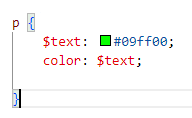 p {
$text: #09ff00;
color: $text;
}